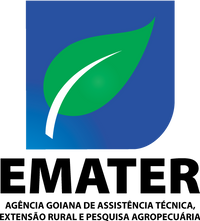 EMATER
AGÊNCIA GOIANA DE ASSISTÊNCIA TÉCNICA,
EXTENSÃO RURAL E PESQUISA AGROPECUÁRIA